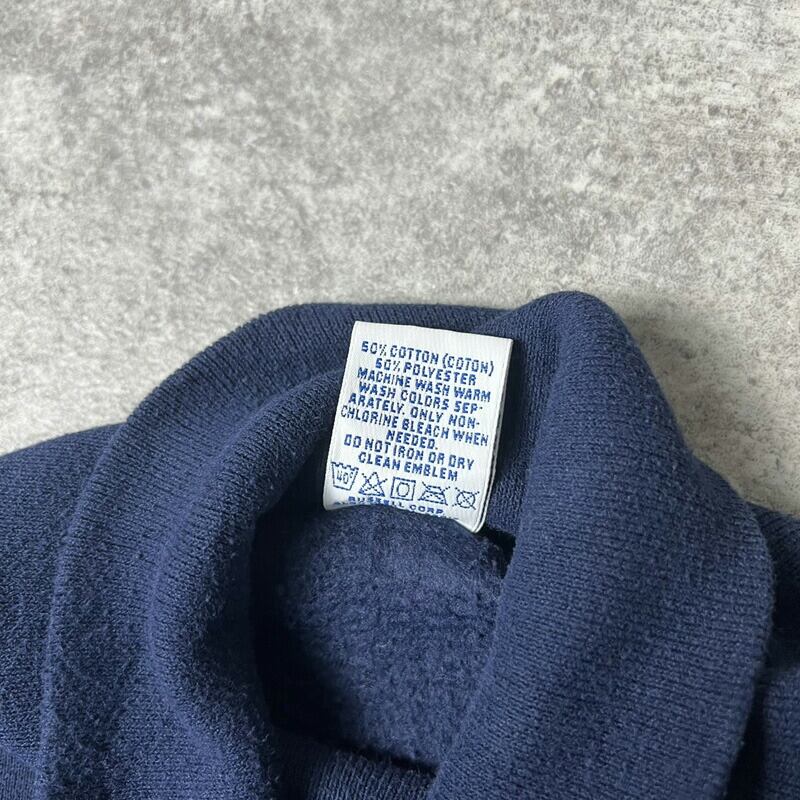 50% COTTON (COTON)
50% POLYESTER
MACHINE WASH WARM
WASH COLORS SEP-
ARATELY. ONLY NON-
CHLORINE BLEACH WHEN
NEEDED.
DO NOT IRON OR DRY
CLEAN EMBLEM
40°
RUSSELL CORP.